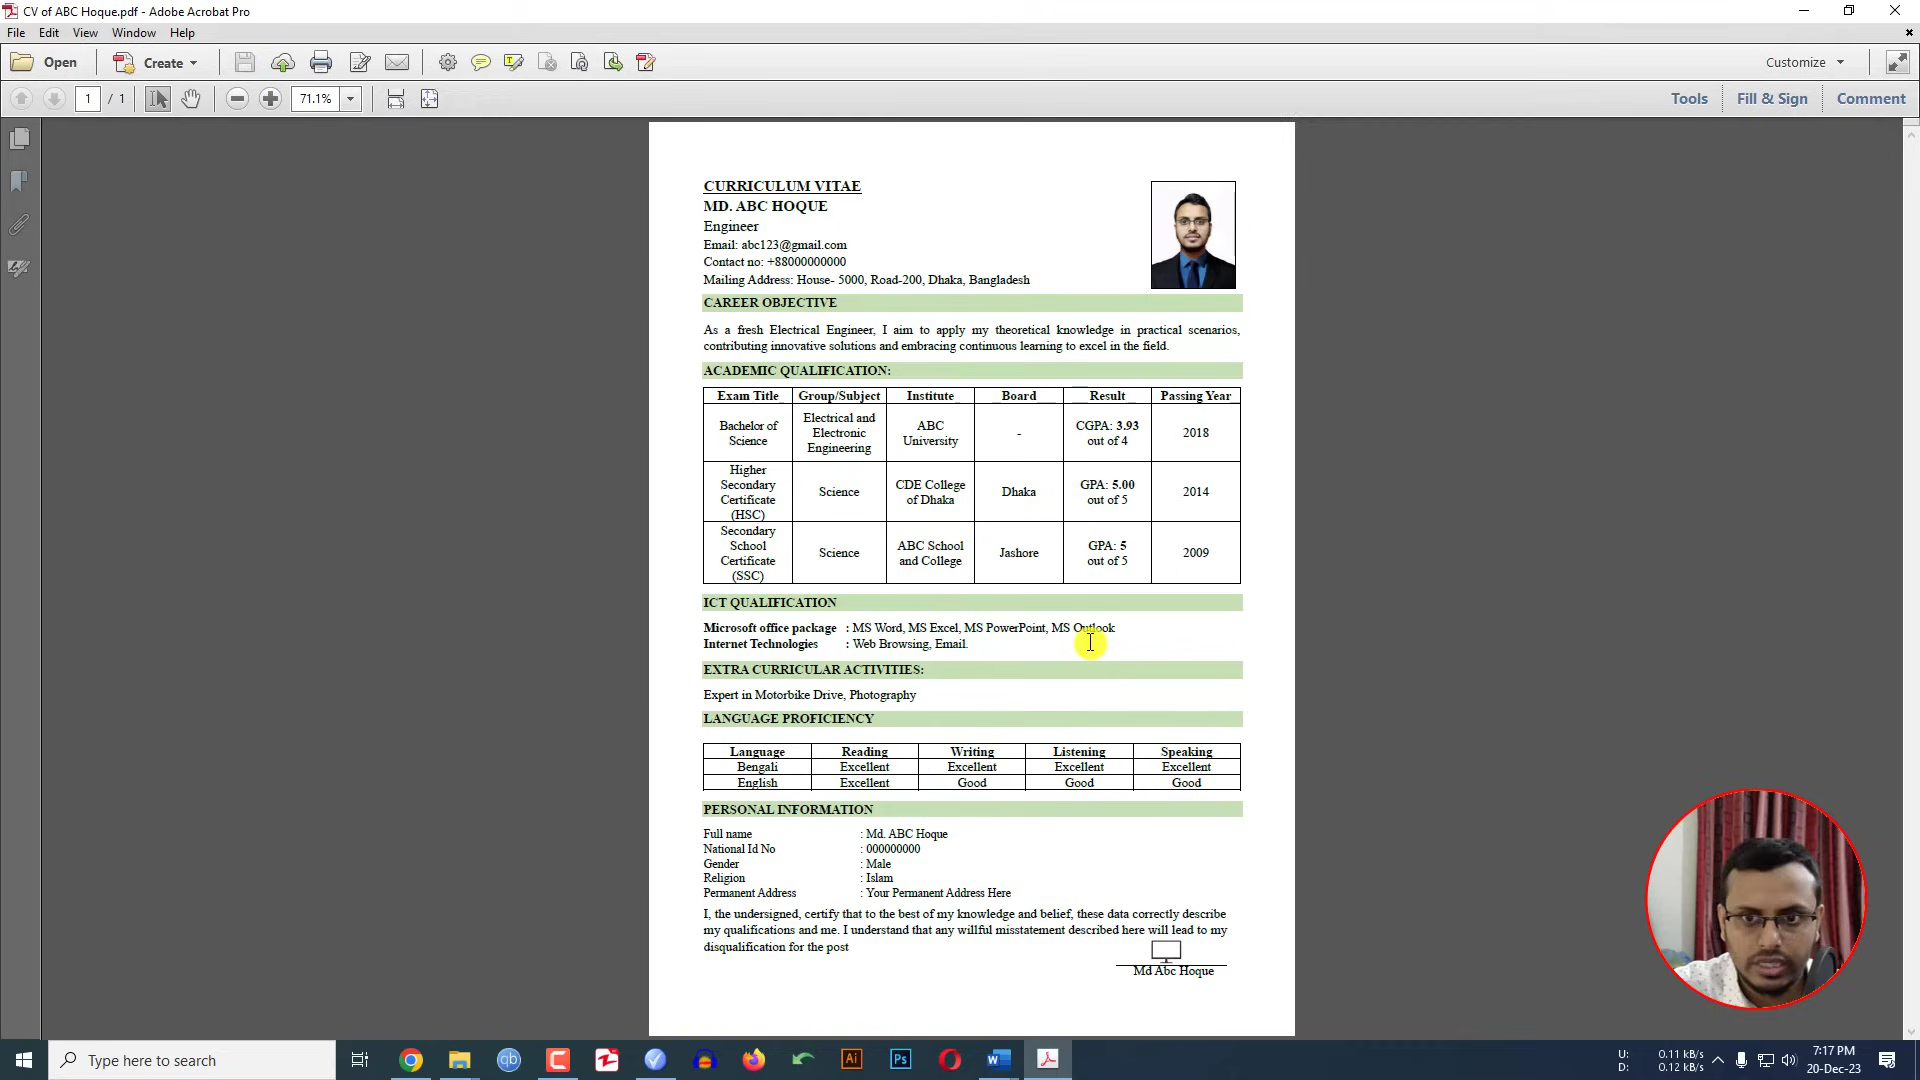 CV of ABC Hoque.pdf - Adobe Acrobat Pro
File Edit View Window Help
Open Create Customize
1 / 1 71.1% Tools Fill & Sign Comment
CURRICULUM VITAE
MD. ABC HOQUE
Engineer
Email: abc123@gmail.com
Contact no: +88000000000
Mailing Address: House- 5000, Road-200, Dhaka, Bangladesh
CAREER OBJECTIVE
As a fresh Electrical Engineer, I aim to apply my theoretical knowledge in practical scenarios,
contributing innovative solutions and embracing continuous learning to excel in the field.
ACADEMIC QUALIFICATION:
Exam Title Group/Subject Institute Board Result Passing Year
Bachelor of Science Electrical and Electronic Engineering ABC University - CGPA: 3.93 out of 4 2018
Higher Secondary Certificate (HSC) Science CDE College of Dhaka Dhaka GPA: 5.00 out of 5 2014
Secondary School Certificate (SSC) Science ABC School and College Jashore GPA: 5 out of 5 2009
ICT QUALIFICATION
Microsoft office package : MS Word, MS Excel, MS PowerPoint, MS Outlook
Internet Technologies : Web Browsing, Email.
EXTRA CURRICULAR ACTIVITIES:
Expert in Motorbike Drive, Photography
LANGUAGE PROFICIENCY
Language Reading Writing Listening Speaking
Bengali Excellent Excellent Excellent Excellent
English Excellent Good Good Good
PERSONAL INFORMATION
Full name : Md. ABC Hoque
National Id No : 000000000
Gender : Male
Religion : Islam
Permanent Address : Your Permanent Address Here
I, the undersigned, certify that to the best of my knowledge and belief, these data correctly describe
my qualifications and me. I understand that any willful misstatement described here will lead to my
disqualification for the post
Md Abc Hoque
Type here to search
qb
Ai
Ps
U: 0.11 kB/s
D: 0.12 kB/s
7:17 PM
20-Dec-23